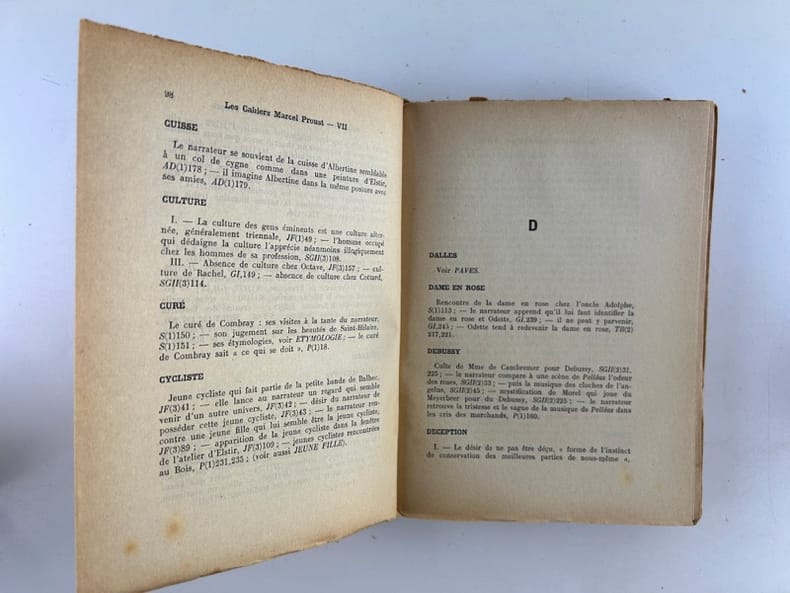 98
Les Cahiers Marcel Proust — VII
CUISSE
Le narrateur se souvient de la cuisse d'Albertine semblable
à un col de cygne comme dans une peinture d'Elstir,
AD(1)178 ; — il imagine Albertine dans la même posture avec
ses amies, AD(1)179.
CULTURE
I. — La culture des gens éminents est une culture alter-
née, généralement triennale, JF(1)49 ; — l'homme occupé
qui dédaigne la culture l'apprécie néanmoins illogiquement
chez les hommes de sa profession, SGII(3)108.
III. — Absence de culture chez Octave, JF(3)157 ; — cul-
ture de Rachel, GI,149 ; — absence de culture chez Cottard,
SGII(3)114.
CURÉ
Le curé de Combray : ses visites à la tante du narrateur,
S(1)150 ; — son jugement sur les beautés de Saint-Hilaire,
S(1)151 ; — ses étymologies, voir ETYMOLOGIE ; — le curé
de Combray sait « ce qui se doit », P(1)18.
CYCLISTE
Jeune cycliste qui fait partie de la petite bande de Balbec,
JF(3)41 ; — elle lance au narrateur un regard qui semble
venir d'un autre univers, JF(3)42 ; — désir du narrateur de
posséder cette jeune cycliste, JF(3)43 ; — le narrateur ren-
contre une jeune fille qui lui semble être la jeune cycliste,
JF(3)89 ; — apparition de la jeune cycliste dans la fenêtre
de l'atelier d'Elstir, JF(3)109 ; — jeunes cyclistes rencontrées
au Bois, P(1)231,235 ; (voir aussi JEUNE FILLE).
D
DALLES
Voir PAVES.
DAME EN ROSE
Rencontre de la dame en rose chez l'oncle Adolphe,
S(1)113 ; — le narrateur apprend qu'il lui faut identifier la
dame en rose et Odette, GI,239 ; — il ne peut y parvenir,
GI,245 ; — Odette tend à redevenir la dame en rose, TR(2)
217,221.
DEBUSSY
Culte de Mme de Cambremer pour Debussy, SGII(2)31,
225 ; — le narrateur compare à une scène de Pelléas l'odeur
des roses, SGII(2)33 ; — puis la musique des cloches de l'an-
gelus, SGII(2)45 ; — mystification de Morel qui joue du
Meyerbeer pour du Debussy, SGII(2)225 ; — le narrateur
retrouve la tristesse et le vague de la musique de Pelléas dans
les cris des marchands, P(1)160.
DECEPTION
I. — Le désir de ne pas être déçu, « forme de l'instinct
de conservation des meilleures parties de nous-même »,